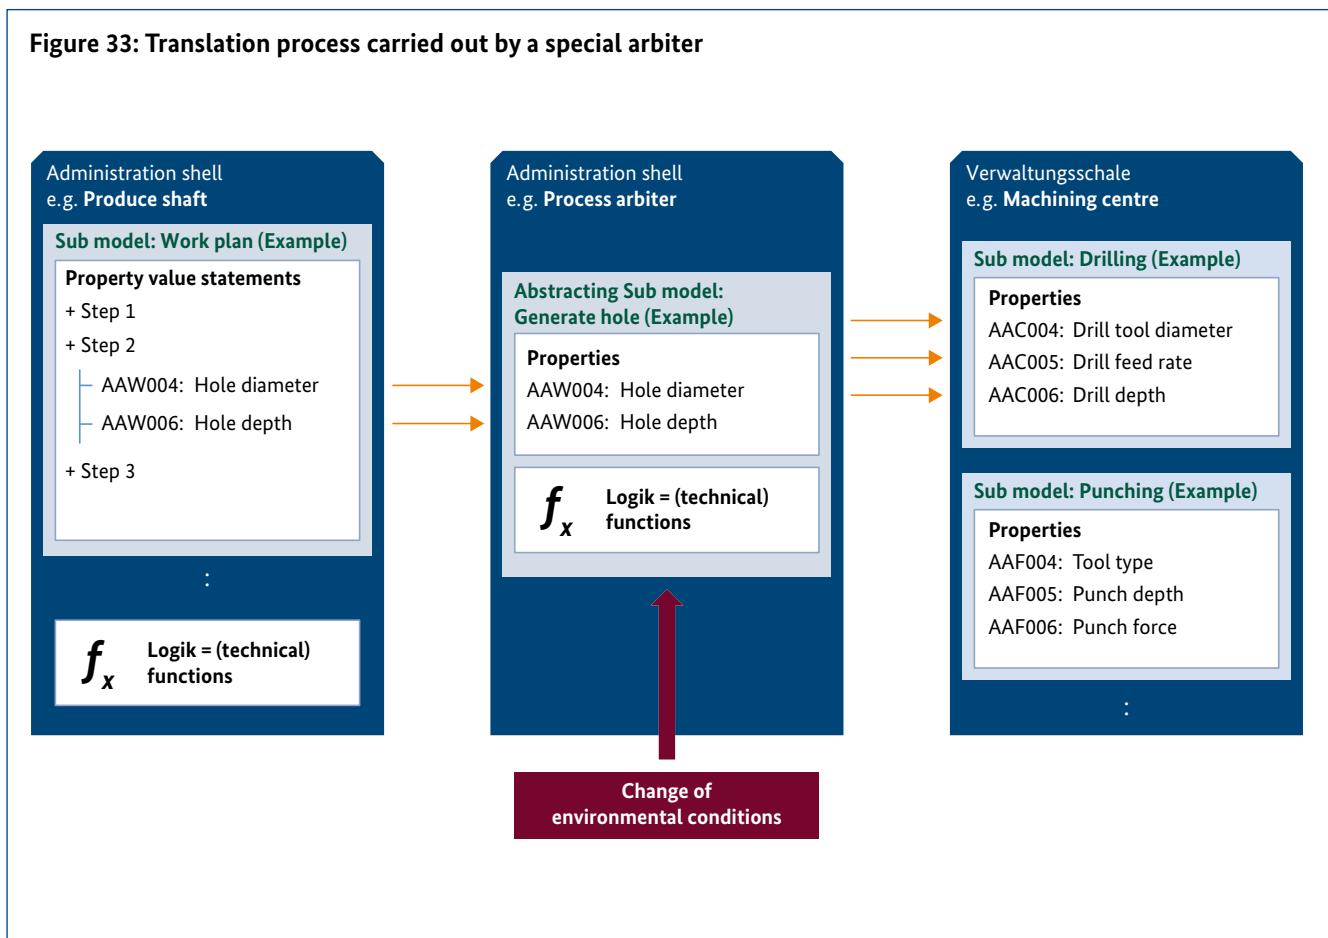 Figure 33: Translation process carried out by a special arbiter
Administration shell
e.g. Produce shaft
Sub model: Work plan (Example)
Property value statements
+ Step 1
+ Step 2
AAW004: Hole diameter
AAW006: Hole depth
+ Step 3
:
fx
Logik = (technical)
functions
Administration shell
e.g. Process arbiter
Abstracting Sub model:
Generate hole (Example)
Properties
AAW004: Hole diameter
AAW006: Hole depth
fx
Logik = (technical)
functions
Change of
environmental conditions
Verwaltungsschale
e.g. Machining centre
Sub model: Drilling (Example)
Properties
AAC004: Drill tool diameter
AAC005: Drill feed rate
AAC006: Drill depth
Sub model: Punching (Example)
Properties
AAF004: Tool type
AAF005: Punch depth
AAF006: Punch force
: